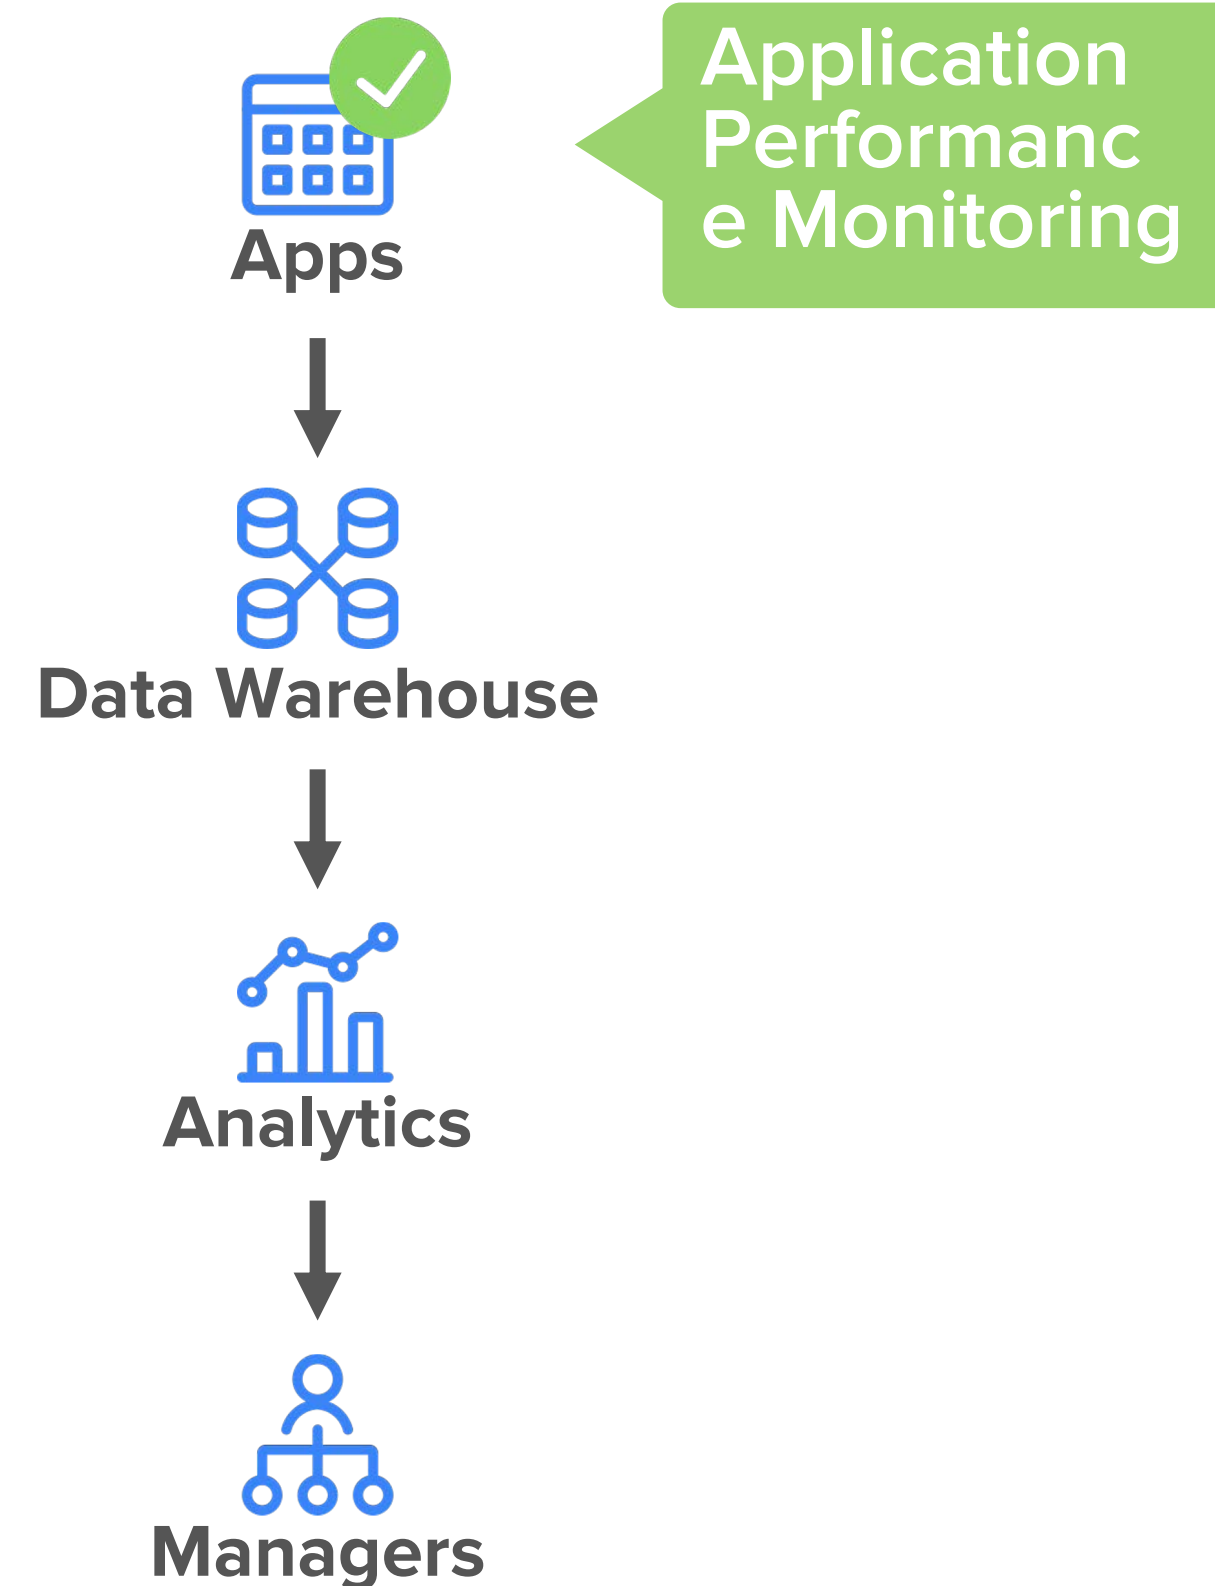 Apps
Application
Performanc
e Monitoring
Data Warehouse
Analytics
Managers